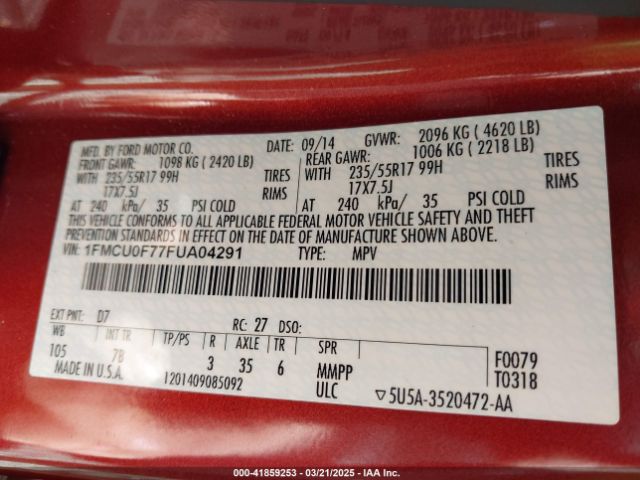 MFD. BY FORD MOTOR CO. DATE: 09/14 GVWR: 2096 KG ( 4620 LB)
FRONT GAWR: 1098 KG ( 2420 LB) REAR GAWR: 1006 KG ( 2218 LB)
WITH 235/55R17 99H TIRES WITH 235/55R17 99H TIRES
17X7.5J RIMS 17X7.5J RIMS
AT 240 kPa/ 35 PSI COLD AT 240 kPa/ 35 PSI COLD
THIS VEHICLE CONFORMS TO ALL APPLICABLE FEDERAL MOTOR VEHICLE SAFETY AND THEFT
PREVENTION STANDARDS IN EFFECT ON THE DATE OF MANUFACTURE SHOWN ABOVE.
VIN: 1FMCU0F77FUA04291 TYPE: MPV
EXT PNT: D7 RC: 27 DSO:
WB INT TR TP/PS R AXLE TR SPR
105 7B 3 35 6 MMPP F0079
MADE IN U.S.A. 1201409085092 ULC T0318
▽5U5A-3520472-AA
000-41859253 — 03/21/2025 — IAA Inc.